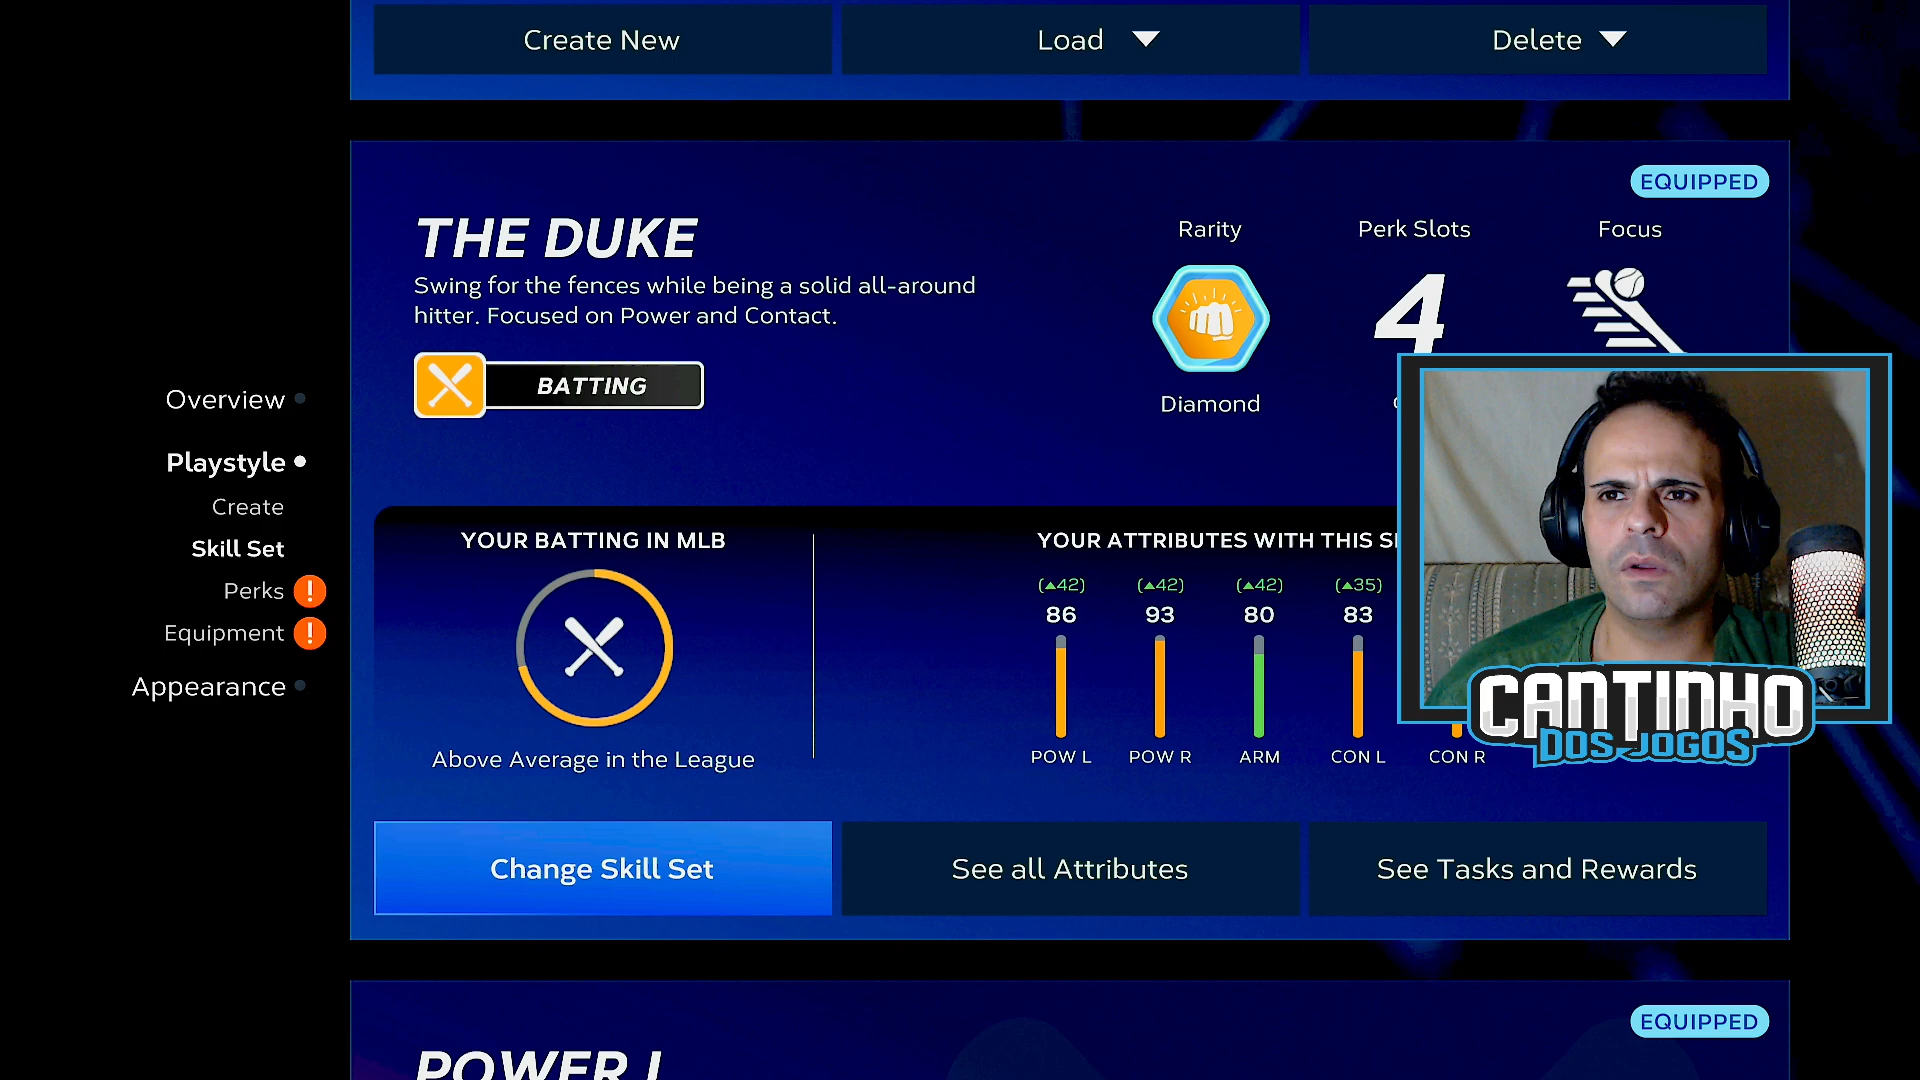 Create New
Load
Delete
EQUIPPED
THE DUKE
Swing for the fences while being a solid all-around
hitter. Focused on Power and Contact.
BATTING
Rarity
Diamond
Perk Slots
4
Focus
Overview
Playstyle
Create
Skill Set
Perks !
Equipment !
Appearance
YOUR BATTING IN MLB
Above Average in the League
YOUR ATTRIBUTES WITH THIS
(▲42) (▲42) (▲42) (▲35)
86 93 80 83
POW L POW R ARM CON L CON R
CANTINHO
DOS JOGOS
Change Skill Set
See all Attributes
See Tasks and Rewards
EQUIPPED
POWER